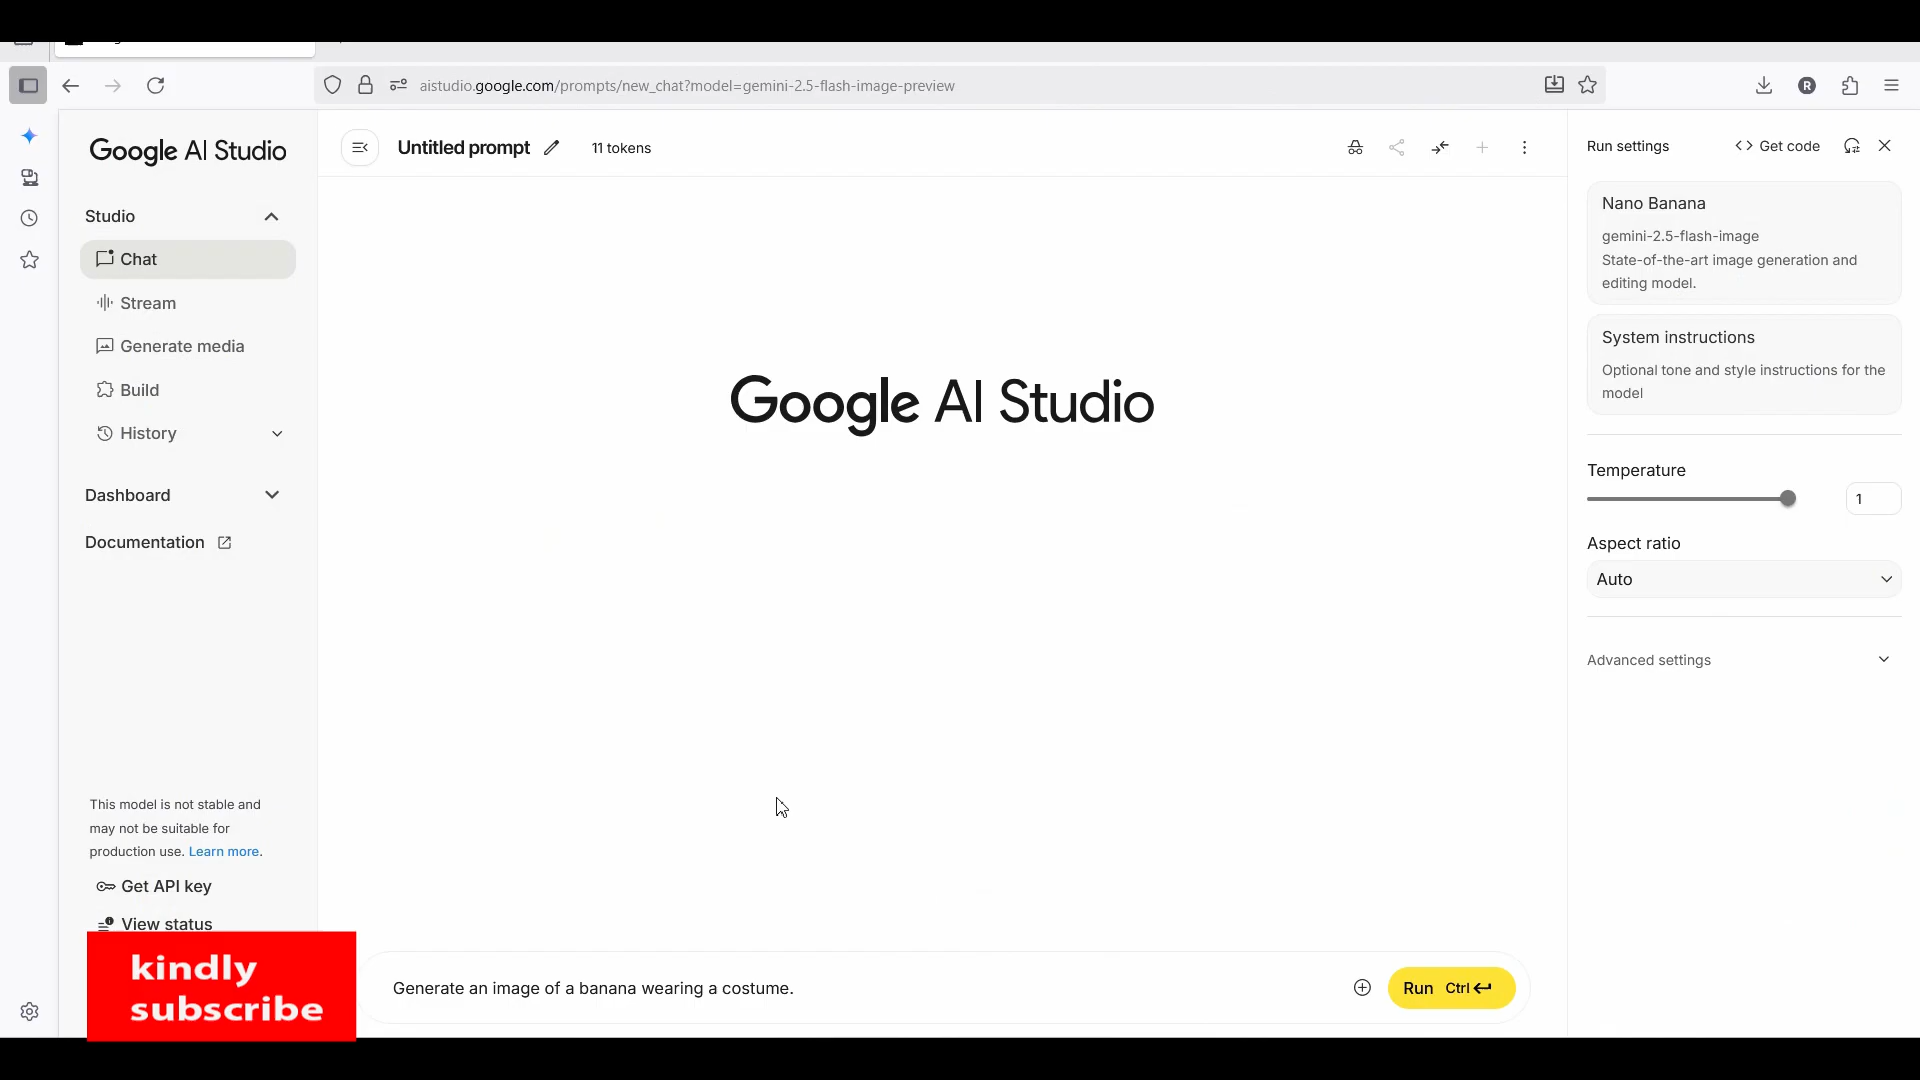 aistudio.google.com/prompts/new_chat?model=gemini-2.5-flash-image-preview
R
Google AI Studio
Untitled prompt
11 tokens
Run settings
Get code
Studio
Chat
Stream
Generate media
Build
History
Dashboard
Documentation
Google AI Studio
Nano Banana
gemini-2.5-flash-image
State-of-the-art image generation and
editing model.
System instructions
Optional tone and style instructions for the
model
Temperature
1
Aspect ratio
Auto
Advanced settings
This model is not stable and
may not be suitable for
production use. Learn more.
Get API key
View status
kindly
subscribe
Generate an image of a banana wearing a costume.
Run Ctrl